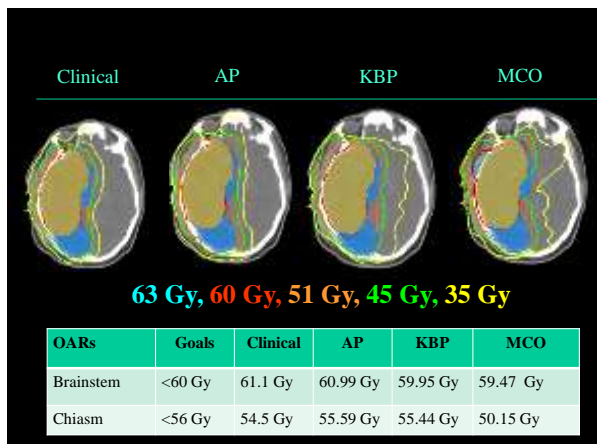 Clinical AP KBP MCO
63 Gy, 60 Gy, 51 Gy, 45 Gy, 35 Gy
OARs Goals Clinical AP KBP MCO
Brainstem <60 Gy 61.1 Gy 60.99 Gy 59.95 Gy 59.47 Gy
Chiasm <56 Gy 54.5 Gy 55.59 Gy 55.44 Gy 50.15 Gy